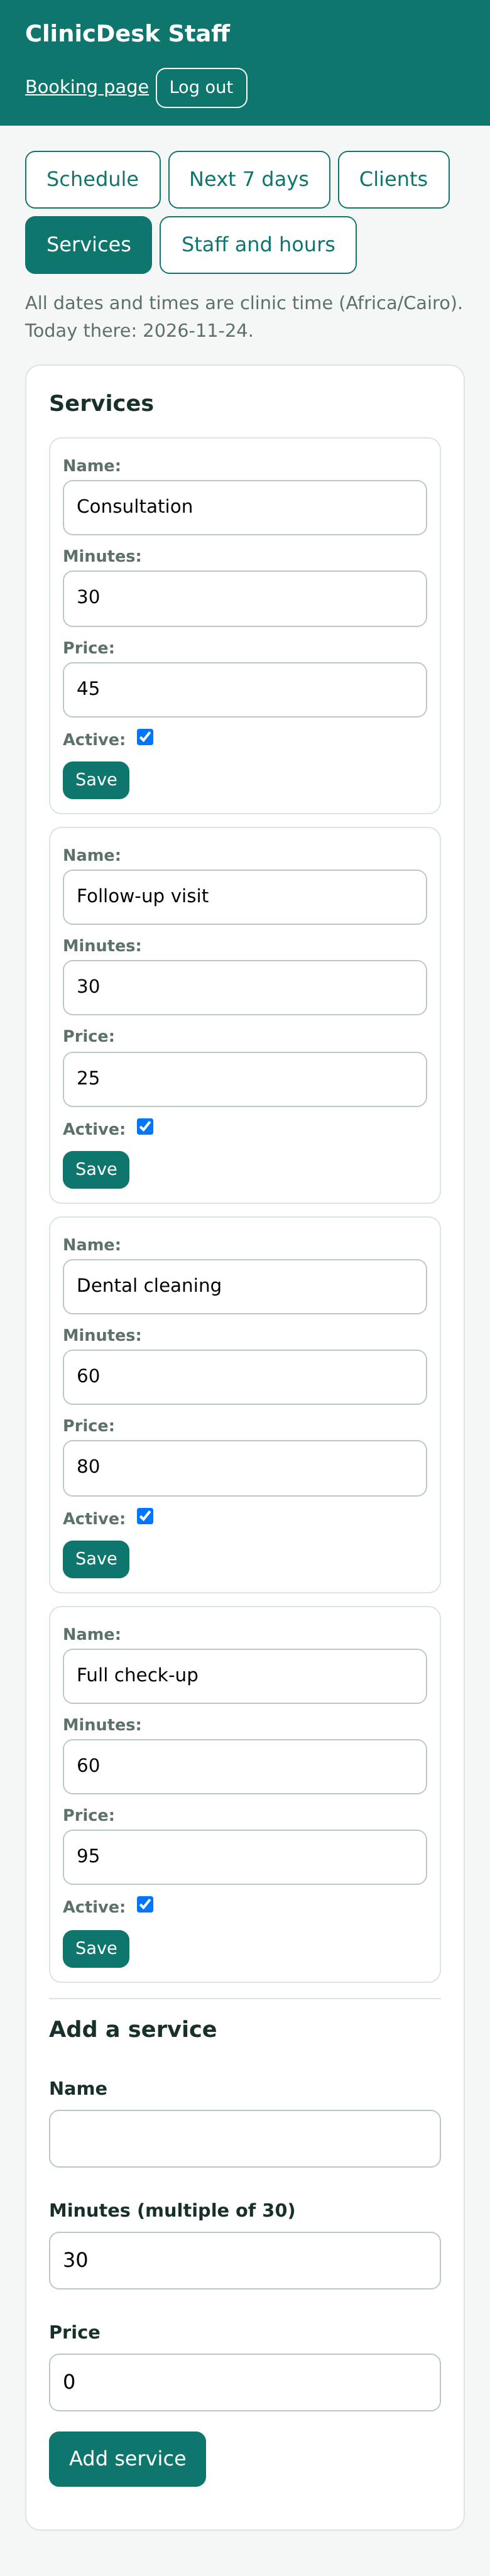 ClinicDesk Staff
Booking page Log out
Schedule Next 7 days Clients
Services Staff and hours
All dates and times are clinic time (Africa/Cairo).
Today there: 2026-11-24.
Services
Name:
Consultation
Minutes:
30
Price:
45
Active:
Save
Name:
Follow-up visit
Minutes:
30
Price:
25
Active:
Save
Name:
Dental cleaning
Minutes:
60
Price:
80
Active:
Save
Name:
Full check-up
Minutes:
60
Price:
95
Active:
Save
Add a service
Name
Minutes (multiple of 30)
30
Price
0
Add service